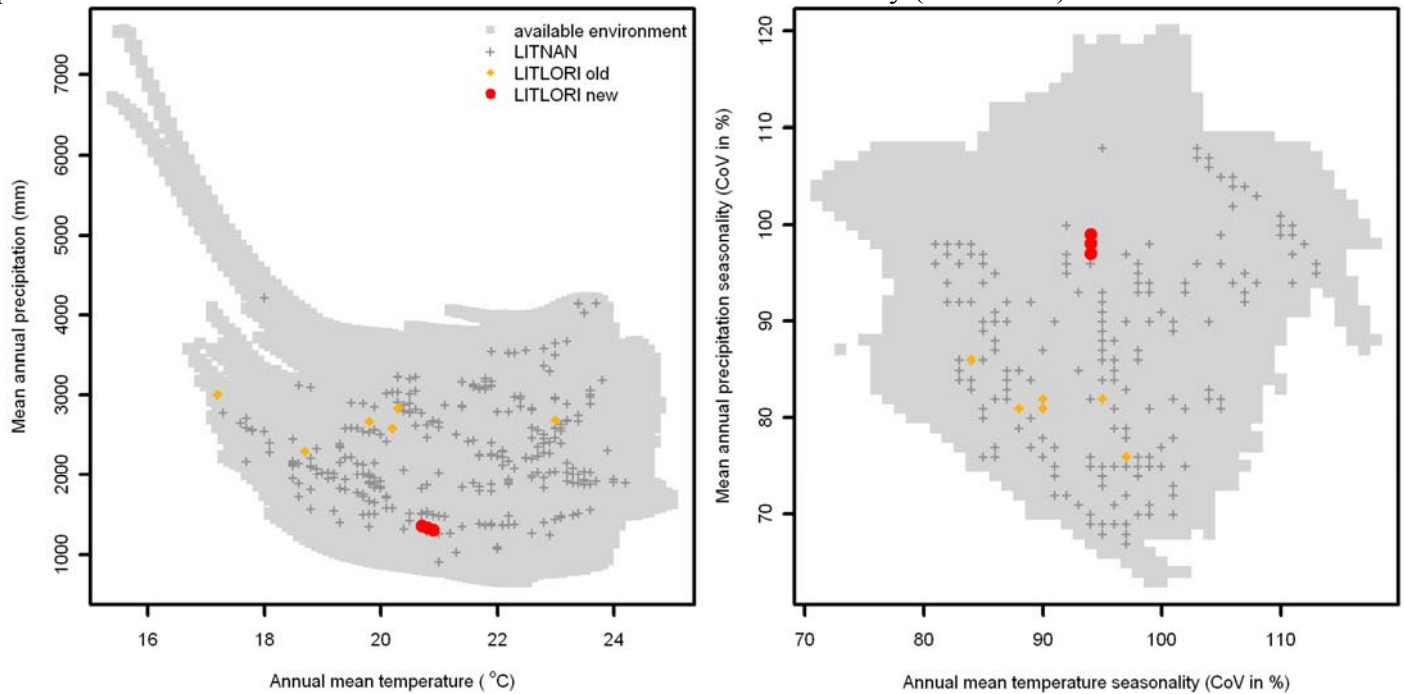 available environment
LITNAN
LITLORI old
LITLORI new
Mean annual precipitation (mm)
7000
6000
5000
4000
3000
2000
1000
16
18
20
22
24
Annual mean temperature ( °C)
Mean annual precipitation seasonality (CoV in %)
120
110
100
90
80
70
70
80
90
100
110
Annual mean temperature seasonality (CoV in %)